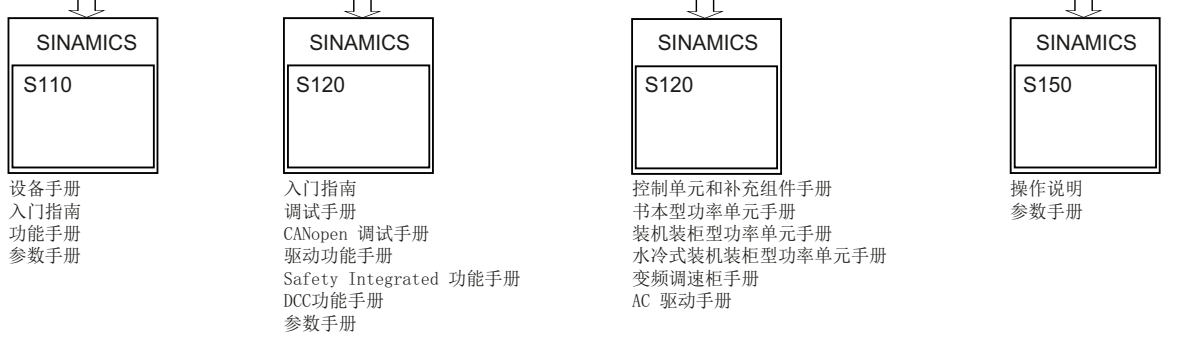 SINAMICS
S110
设备手册
入门指南
功能手册
参数手册
SINAMICS
S120
入门指南
调试手册
CANopen 调试手册
驱动功能手册
Safety Integrated 功能手册
DCC功能手册
参数手册
SINAMICS
S120
控制单元和补充组件手册
书本型功率单元手册
装机装柜型功率单元手册
水冷式装机装柜型功率单元手册
变频调速柜手册
AC 驱动手册
SINAMICS
S150
操作说明
参数手册